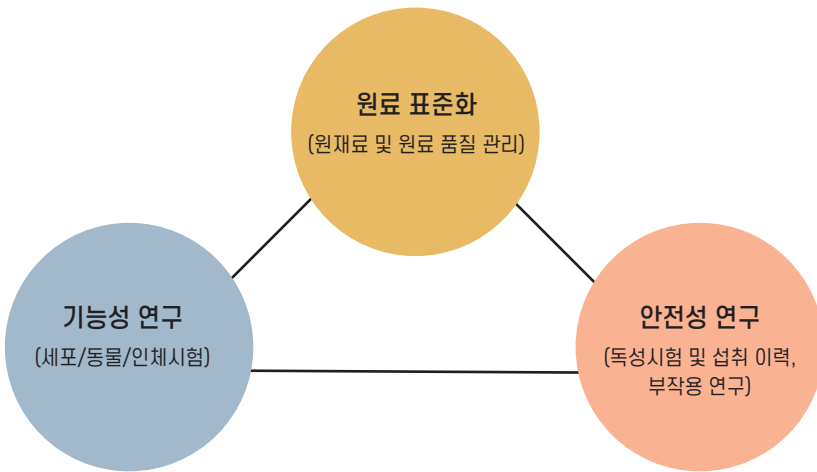 원료 표준화
(원재료 및 원료 품질 관리)
기능성 연구
(세포/동물/인체시험)
안전성 연구
(독성시험 및 섭취 이력,
부작용 연구)